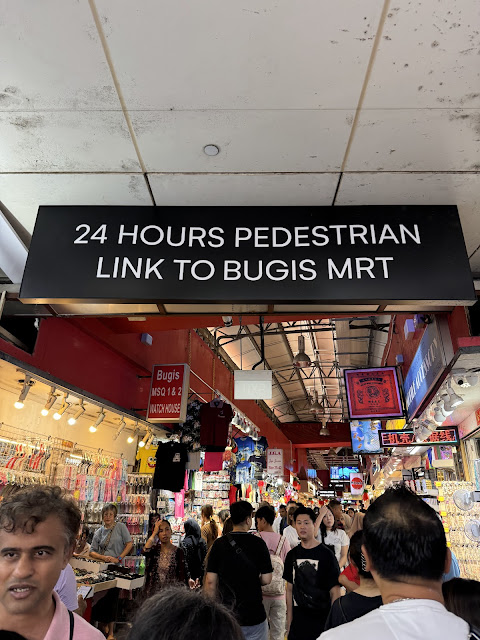 24 HOURS PEDESTRIAN
LINK TO BUGIS MRT
Bugis
MSQ 1 & 2
WATCH HOUSE